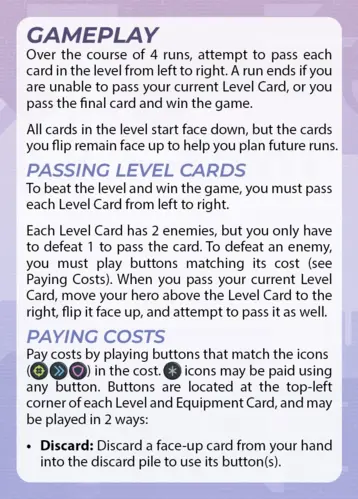 GAMEPLAY
Over the course of 4 runs, attempt to pass each
card in the level from left to right. A run ends if you
are unable to pass your current Level Card, or you
pass the final card and win the game.
All cards in the level start face down, but the cards
you flip remain face up to help you plan future runs.
PASSING LEVEL CARDS
To beat the level and win the game, you must pass
each Level Card from left to right.
Each Level Card has 2 enemies, but you only have
to defeat 1 to pass the card. To defeat an enemy,
you must play buttons matching its cost (see
Paying Costs). When you pass your current Level
Card, move your hero above the Level Card to the
right, flip it face up, and attempt to pass it as well.
PAYING COSTS
Pay costs by playing buttons that match the icons
( ) in the cost. icons may be paid using
any button. Buttons are located at the top-left
corner of each Level and Equipment Card, and may
be played in 2 ways:
• Discard: Discard a face-up card from your hand
into the discard pile to use its button(s).